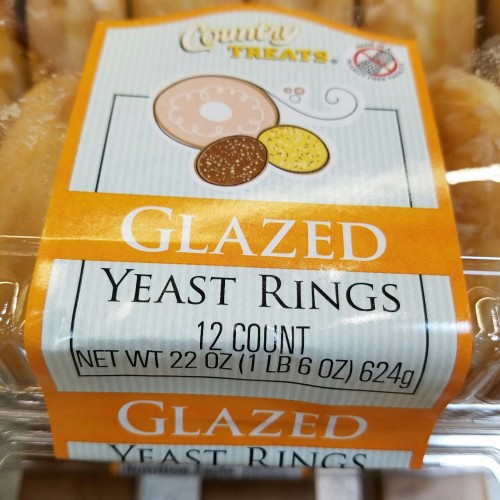 Country
TREATS®
GLAZED
YEAST RINGS
12 COUNT
NET WT 22 OZ (1 LB 6 OZ) 624g
GLAZED
YEAST RINGS